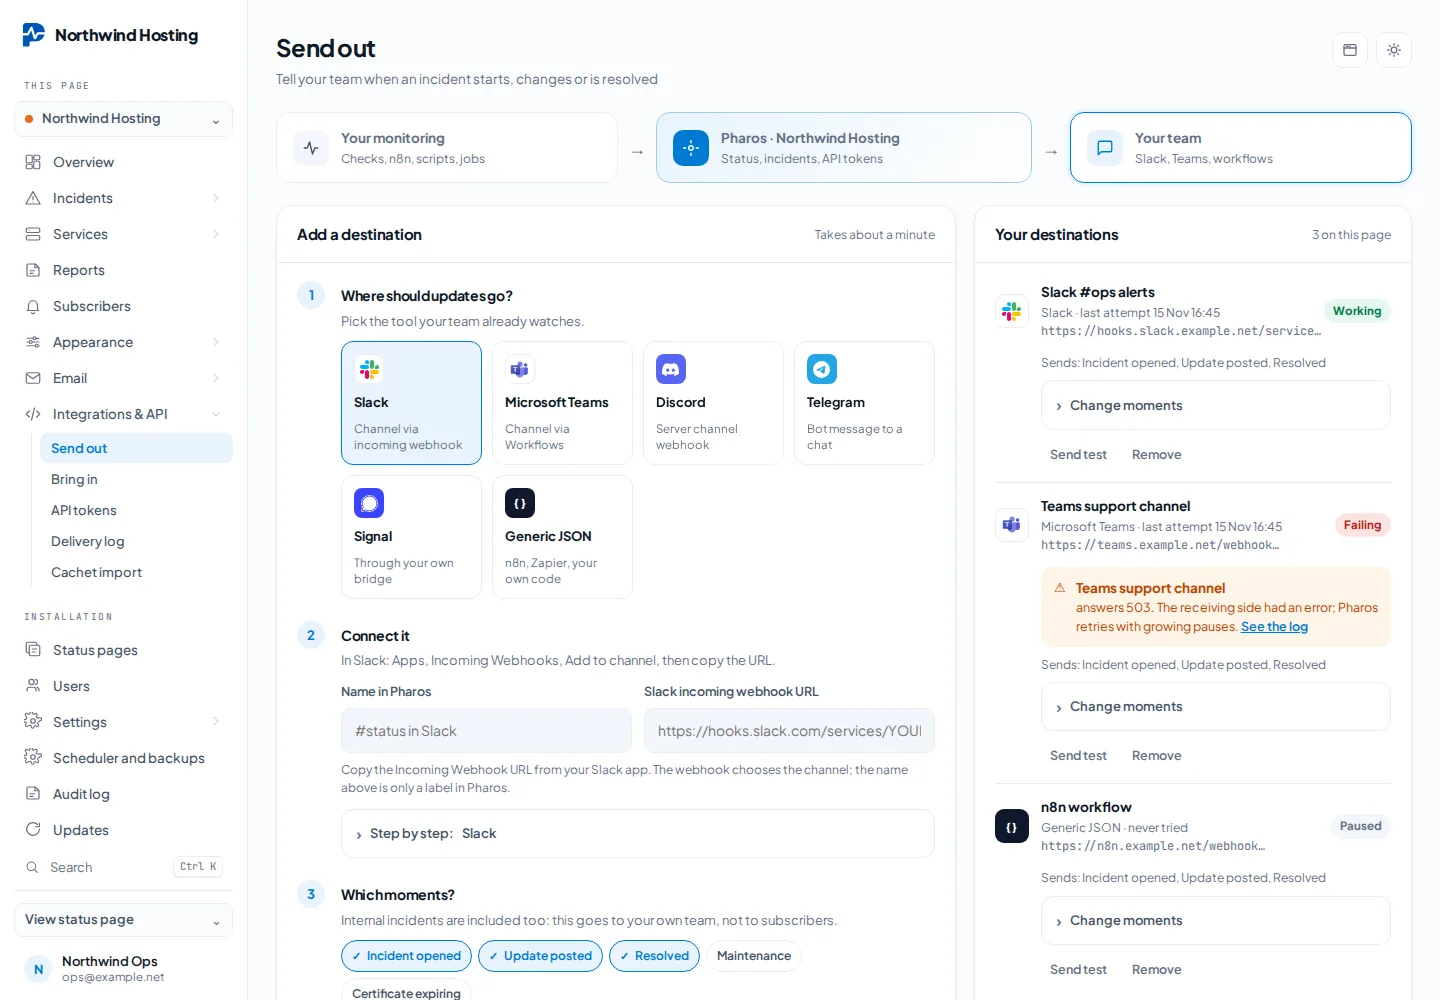 Northwind Hosting
THIS PAGE
Northwind Hosting
Overview
Incidents
Services
Reports
Subscribers
Appearance
Email
Integrations & API
Send out
Bring in
API tokens
Delivery log
Cachet import
INSTALLATION
Status pages
Users
Settings
Scheduler and backups
Audit log
Updates
Search
Ctrl K
View status page
N
Northwind Ops
ops@example.net
Send out
Tell your team when an incident starts, changes or is resolved
Your monitoring
Checks, n8n, scripts, jobs
→
Pharos · Northwind Hosting
Status, incidents, API tokens
→
Your team
Slack, Teams, workflows
Add a destination
Takes about a minute
1
Where should updates go?
Pick the tool your team already watches.
Slack
Channel via
incoming webhook
Microsoft Teams
Channel via
Workflows
Discord
Server channel
webhook
Telegram
Bot message to a
chat
Signal
Through your own
bridge
{ }
Generic JSON
n8n, Zapier, your
own code
2
Connect it
In Slack: Apps, Incoming Webhooks, Add to channel, then copy the URL.
Name in Pharos
#status in Slack
Slack incoming webhook URL
https://hooks.slack.com/services/YOU
Copy the Incoming Webhook URL from your Slack app. The webhook chooses the channel; the name
above is only a label in Pharos.
› Step by step: Slack
3
Which moments?
Internal incidents are included too: this goes to your own team, not to subscribers.
✓ Incident opened
✓ Update posted
✓ Resolved
Maintenance
Certificate expiring
Your destinations
3 on this page
Slack #ops alerts
Slack · last attempt 15 Nov 16:45
https://hooks.slack.example.net/service…
Working
Sends: Incident opened, Update posted, Resolved
› Change moments
Send test
Remove
Teams support channel
Microsoft Teams · last attempt 15 Nov 16:45
https://teams.example.net/webhook…
Failing
⚠ Teams support channel
answers 503. The receiving side had an error; Pharos
retries with growing pauses. See the log
Sends: Incident opened, Update posted, Resolved
› Change moments
Send test
Remove
{ }
n8n workflow
Generic JSON · never tried
https://n8n.example.net/webhook…
Paused
Sends: Incident opened, Update posted, Resolved
› Change moments
Send test
Remove